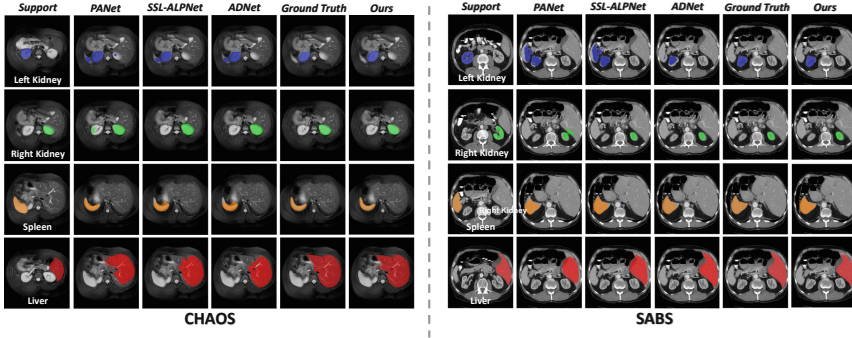 Support PANet SSL-ALPNet ADNet Ground Truth Ours
Left Kidney
Right Kidney
Spleen
Liver
CHAOS
Support PANet SSL-ALPNet ADNet Ground Truth Ours
Left Kidney
Right Kidney
Right Kidney
Spleen
Liver
SABS